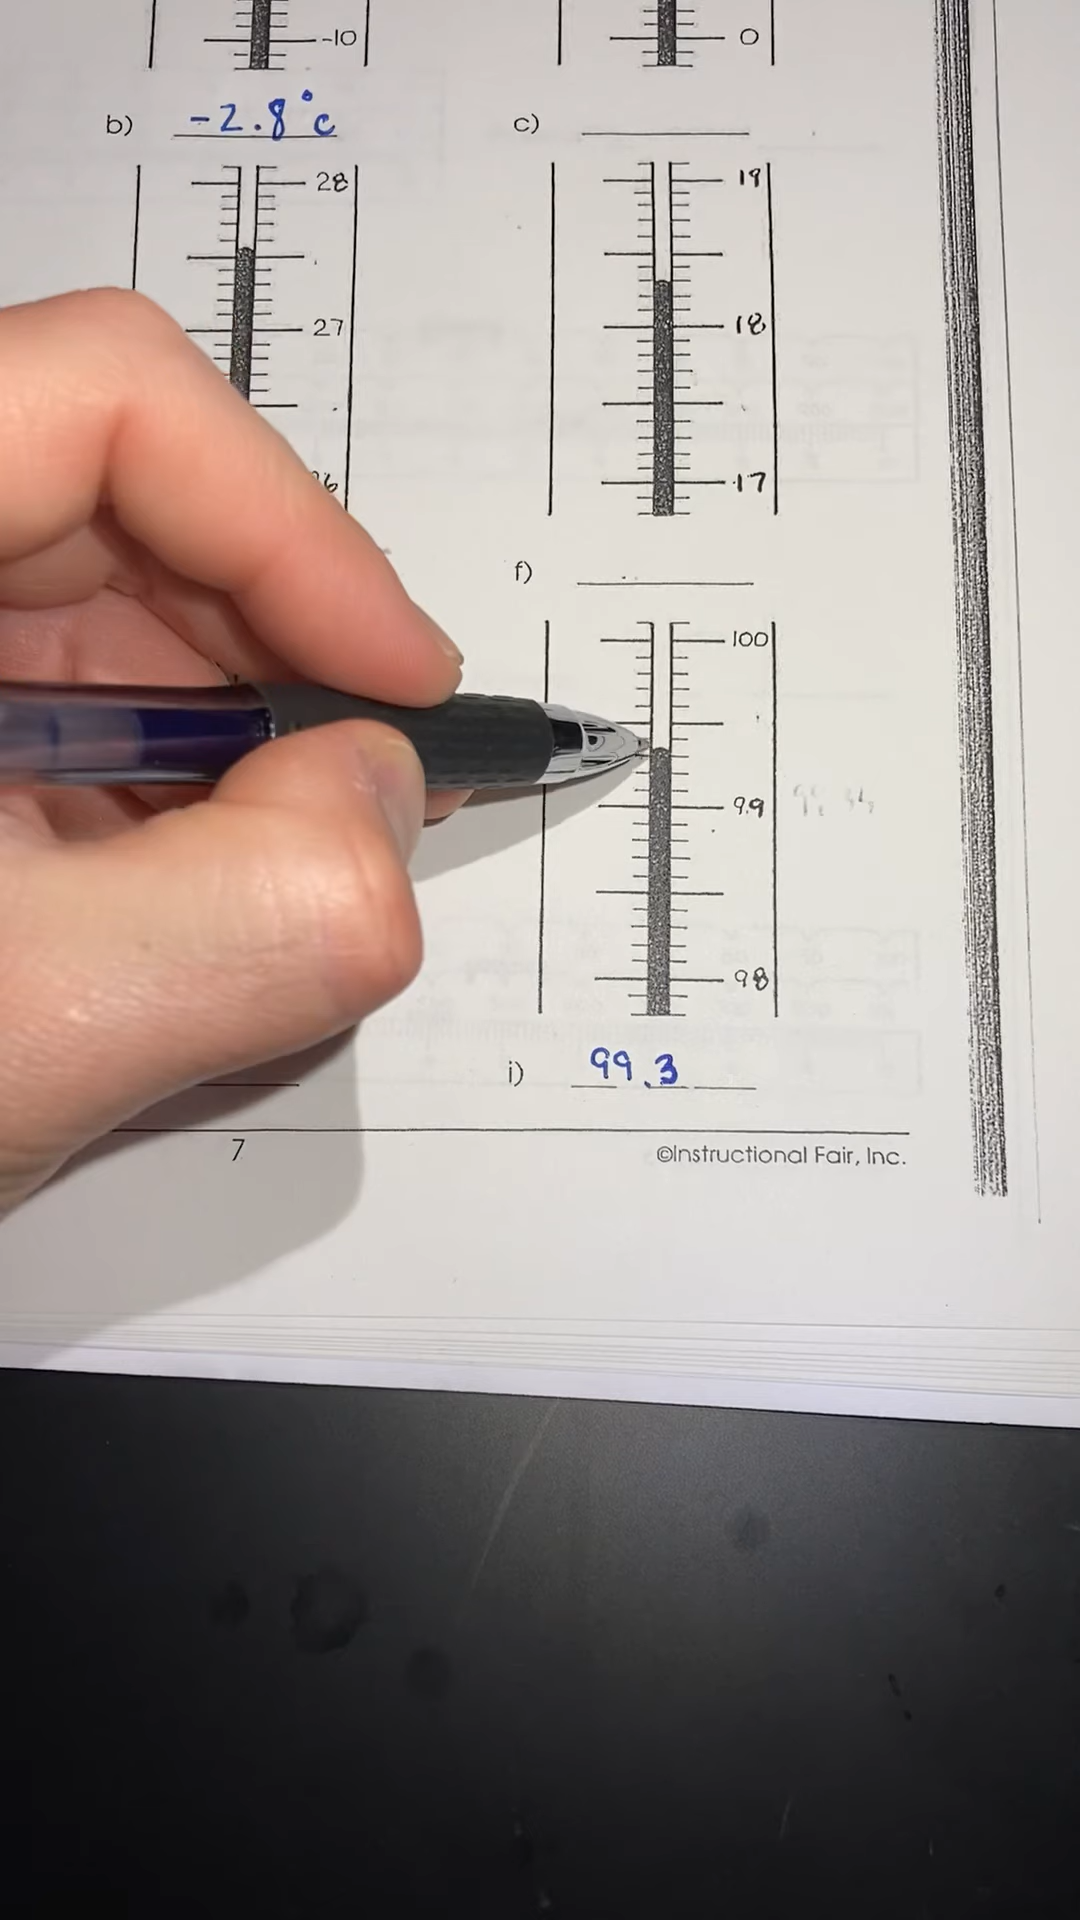 -10
0
b) -2.8°c
c)
28
19
27
18
17
f)
100
99
98
i) 99.3
7
©Instructional Fair, Inc.